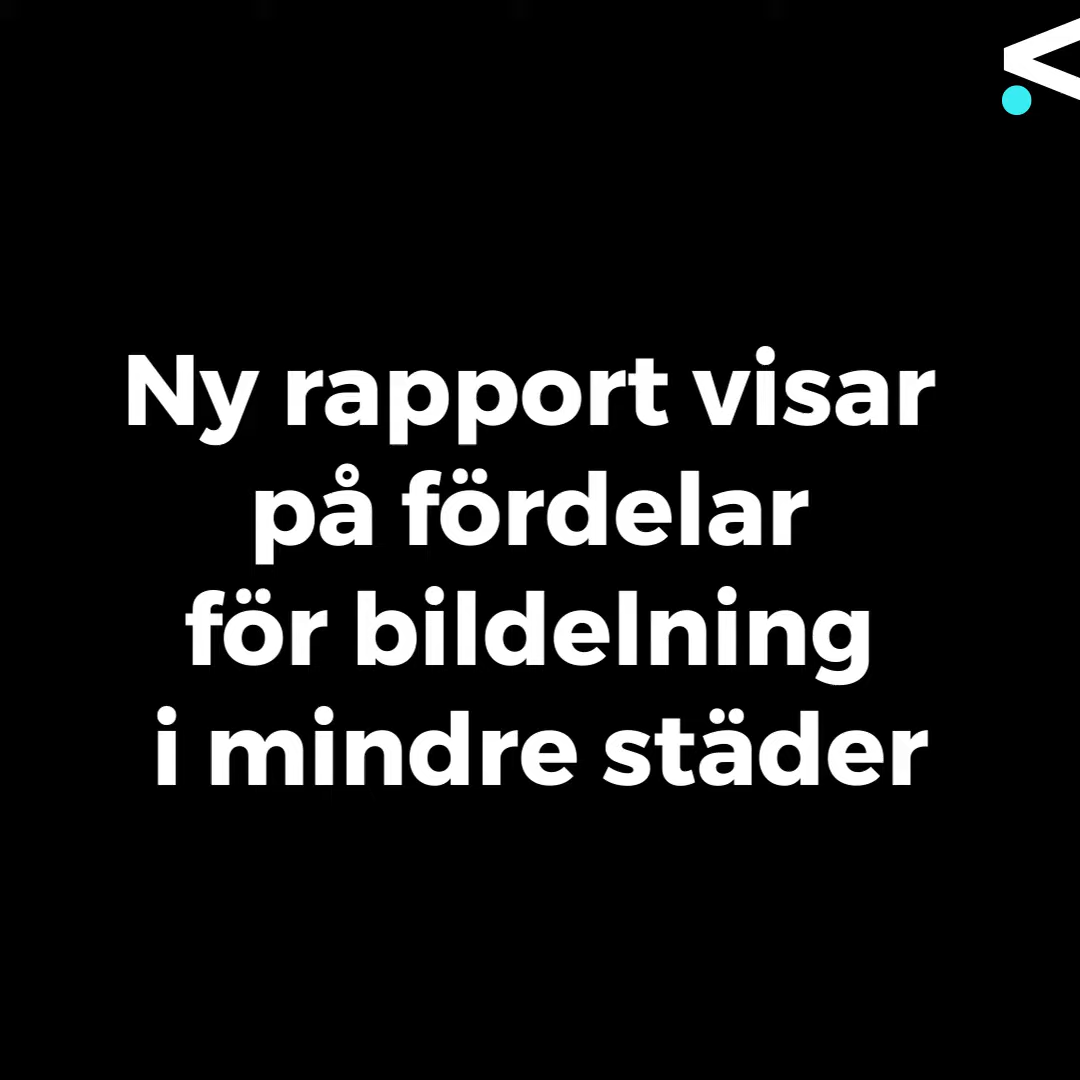 Ny rapport visar
på fördelar
för bildelning
i mindre städer